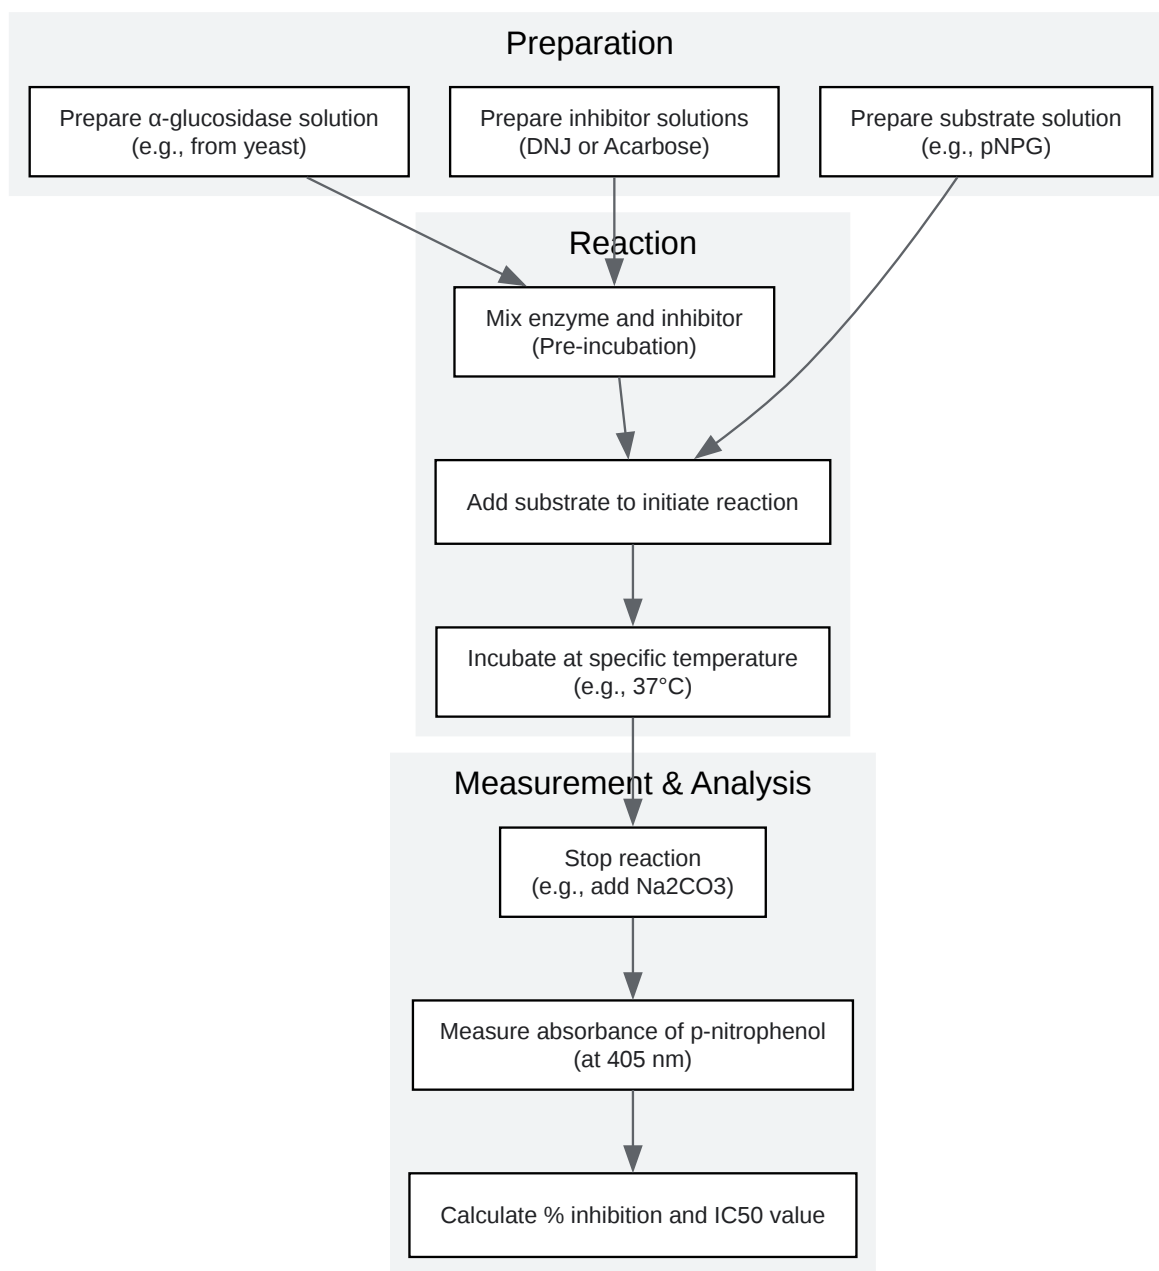 Preparation
Prepare α-glucosidase solution
(e.g., from yeast)
Prepare inhibitor solutions
(DNJ or Acarbose)
Prepare substrate solution
(e.g., pNPG)
Reaction
Mix enzyme and inhibitor
(Pre-incubation)
Add substrate to initiate reaction
Incubate at specific temperature
(e.g., 37°C)
Measurement & Analysis
Stop reaction
(e.g., add Na2CO3)
Measure absorbance of p-nitrophenol
(at 405 nm)
Calculate % inhibition and IC50 value